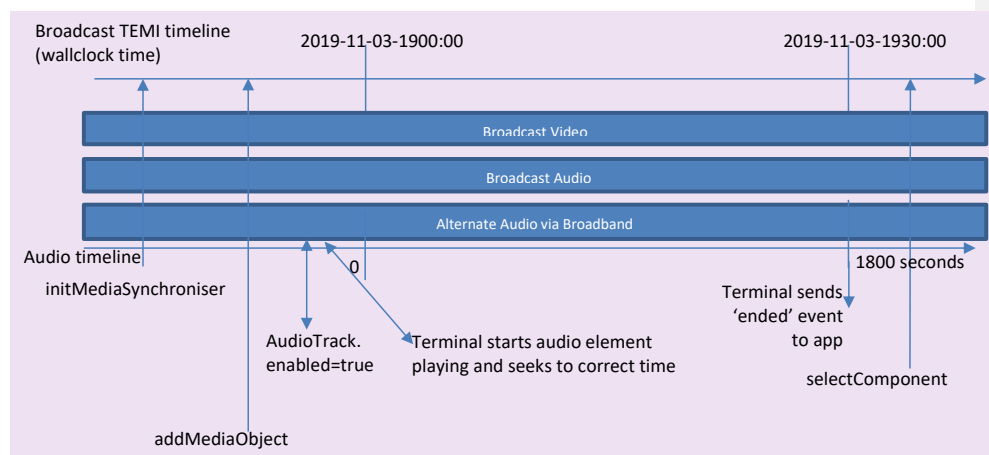 Broadcast TEMI timeline
(wallclock time)
2019-11-03-1900:00
2019-11-03-1930:00
Broadcast Video
Broadcast Audio
Alternate Audio via Broadband
Audio timeline
0
1800 seconds
initMediaSynchroniser
AudioTrack.
enabled=true
Terminal starts audio element
playing and seeks to correct time
Terminal sends
‘ended’ event
to app
selectComponent
addMediaObject